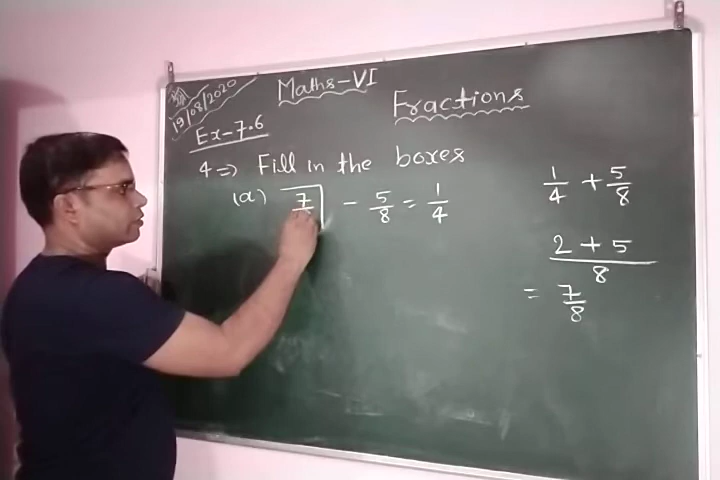 19/08/2020
Maths-VI
Fractions
Ex-7.6
4⇒ Fill in the boxes
(a) 7 - 5/8 = 1/4
1/4 + 5/8
2 + 5
8
= 7/8